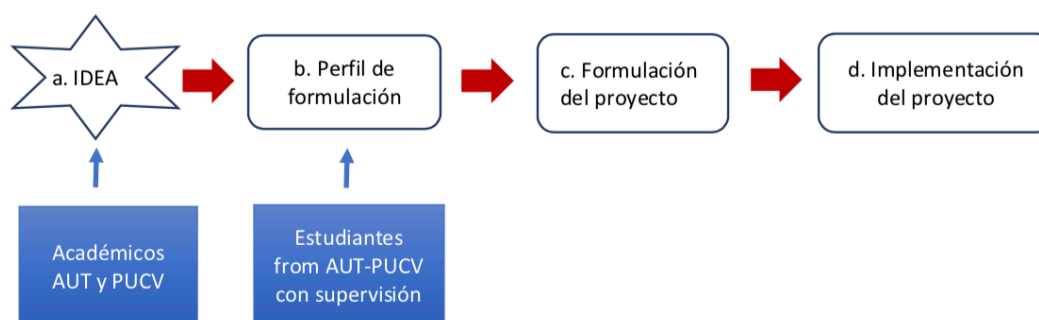 a. IDEA
b. Perfil de
formulación
c. Formulación
del proyecto
d. Implementación
del proyecto
Académicos
AUT y PUCV
Estudiantes
from AUT-PUCV
con supervisión